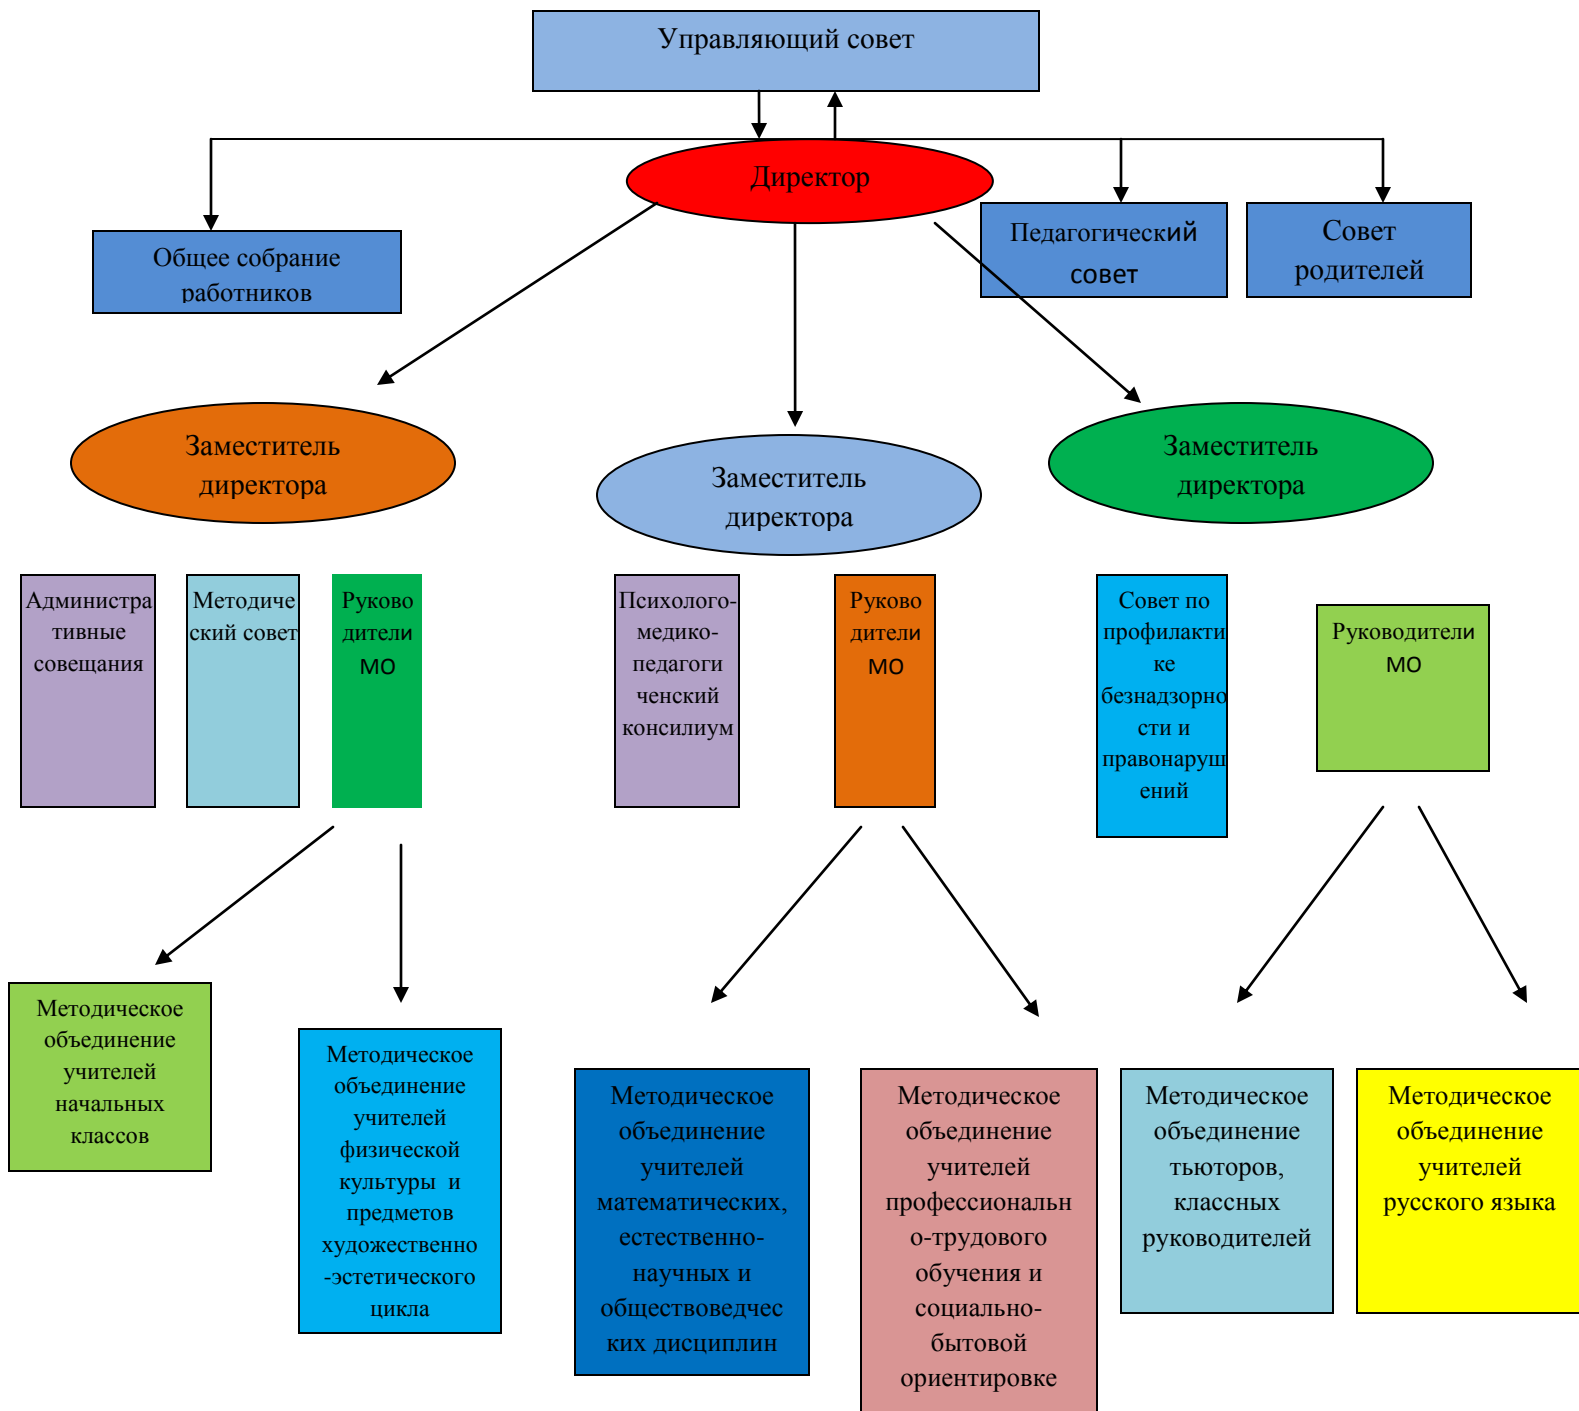 Управляющий совет
Директор
Общее собрание
работников
Педагогический
совет
Совет
родителей
Заместитель
директора
Заместитель
директора
Заместитель
директора
Администра
тивные
совещания
Методиче
ский совет
Руково
дители
МО
Психолого-
медико-
педагоги
ченский
консилиум
Руково
дители
МО
Совет по
профилакти
ке
безнадзорно
сти и
правонаруш
ений
Руководители
МО
Методическое
объединение
учителей
начальных
классов
Методическое
объединение
учителей
физической
культуры и
предметов
художественно
-эстетического
цикла
Методическое
объединение
учителей
математических,
естественно-
научных и
обществоведчес
ких дисциплин
Методическое
объединение
учителей
профессиональн
о-трудового
обучения и
социально-
бытовой
ориентировке
Методическое
объединение
тьюторов,
классных
руководителей
Методическое
объединение
учителей
русского языка